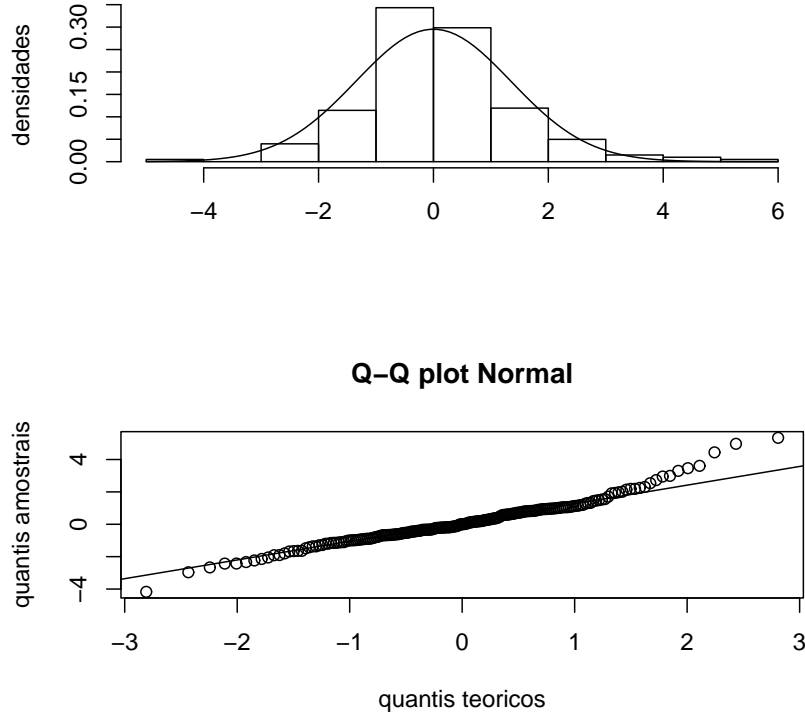 densidades
0.00 0.15 0.30
−4 −2 0 2 4 6
Q−Q plot Normal
quantis amostrais
−4 0 4
−3 −2 −1 0 1 2 3
quantis teoricos